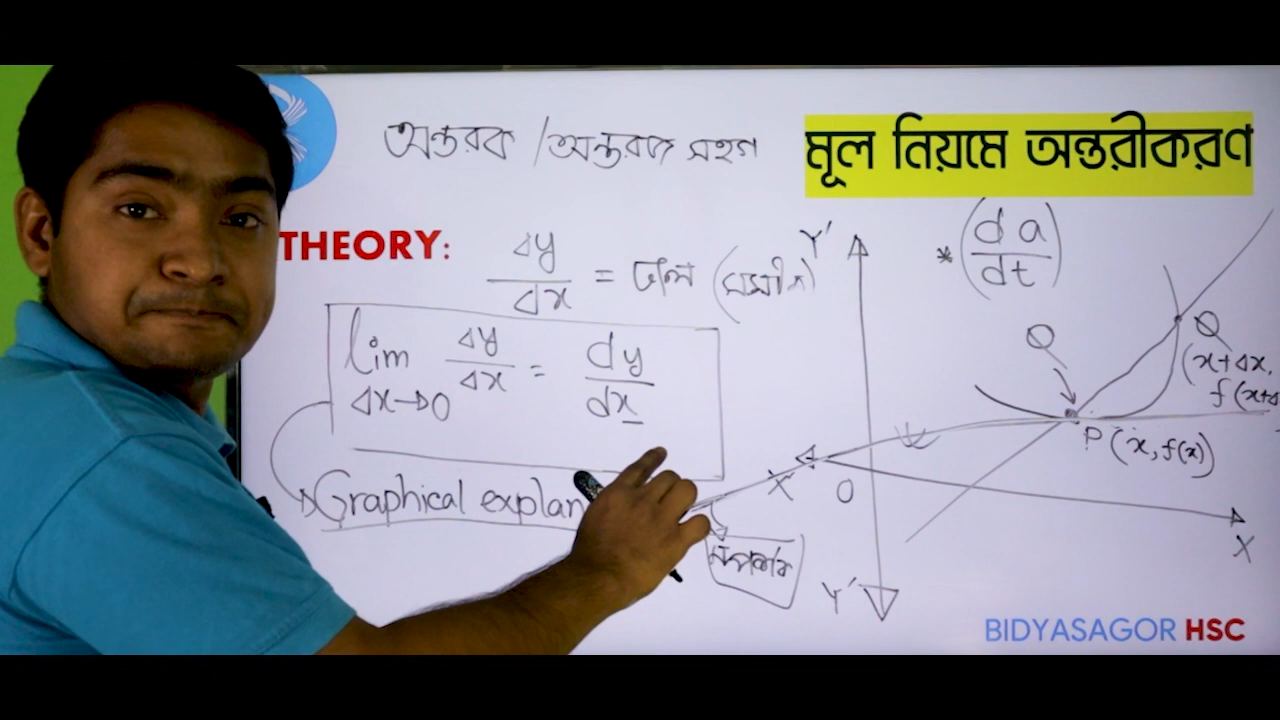 অন্তরক /অন্তরজ সহগ
মূল নিয়মে অন্তরীকরণ
THEORY:
Δy/Δx = ঢাল
* (da/dt)
lim Δx→0 Δy/Δx = dy/dx
Graphical explan
Y'
X'
O
X
Y'
Q
Q
(x+Δx,
f(x+Δ
P(x, f(x))
BIDYASAGOR HSC